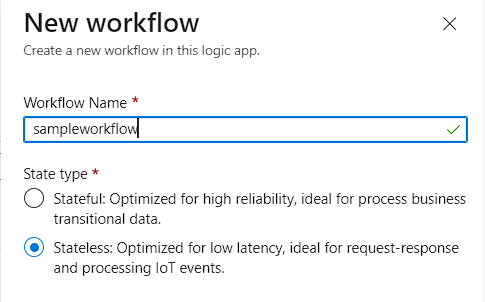 New workflow
Create a new workflow in this logic app.
Workflow Name *
sampleworkflow
State type *
Stateful: Optimized for high reliability, ideal for process business
transitional data.
Stateless: Optimized for low latency, ideal for request-response
and processing IoT events.